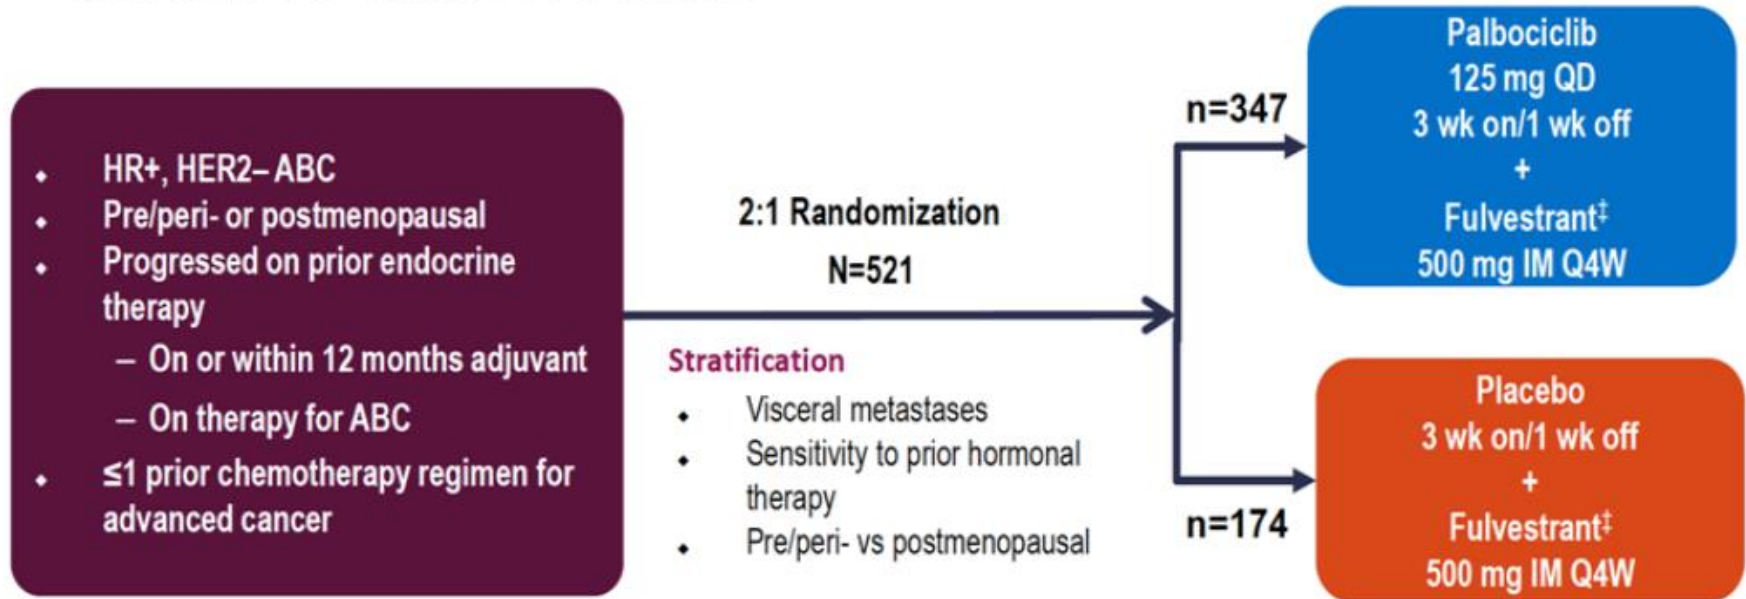 HR+, HER2– ABC
Pre/peri- or postmenopausal
Progressed on prior endocrine
therapy
– On or within 12 months adjuvant
– On therapy for ABC
≤1 prior chemotherapy regimen for
advanced cancer
2:1 Randomization
N=521
Stratification
Visceral metastases
Sensitivity to prior hormonal
therapy
Pre/peri- vs postmenopausal
n=347
Palbociclib
125 mg QD
3 wk on/1 wk off
+
Fulvestrant‡
500 mg IM Q4W
n=174
Placebo
3 wk on/1 wk off
+
Fulvestrant‡
500 mg IM Q4W